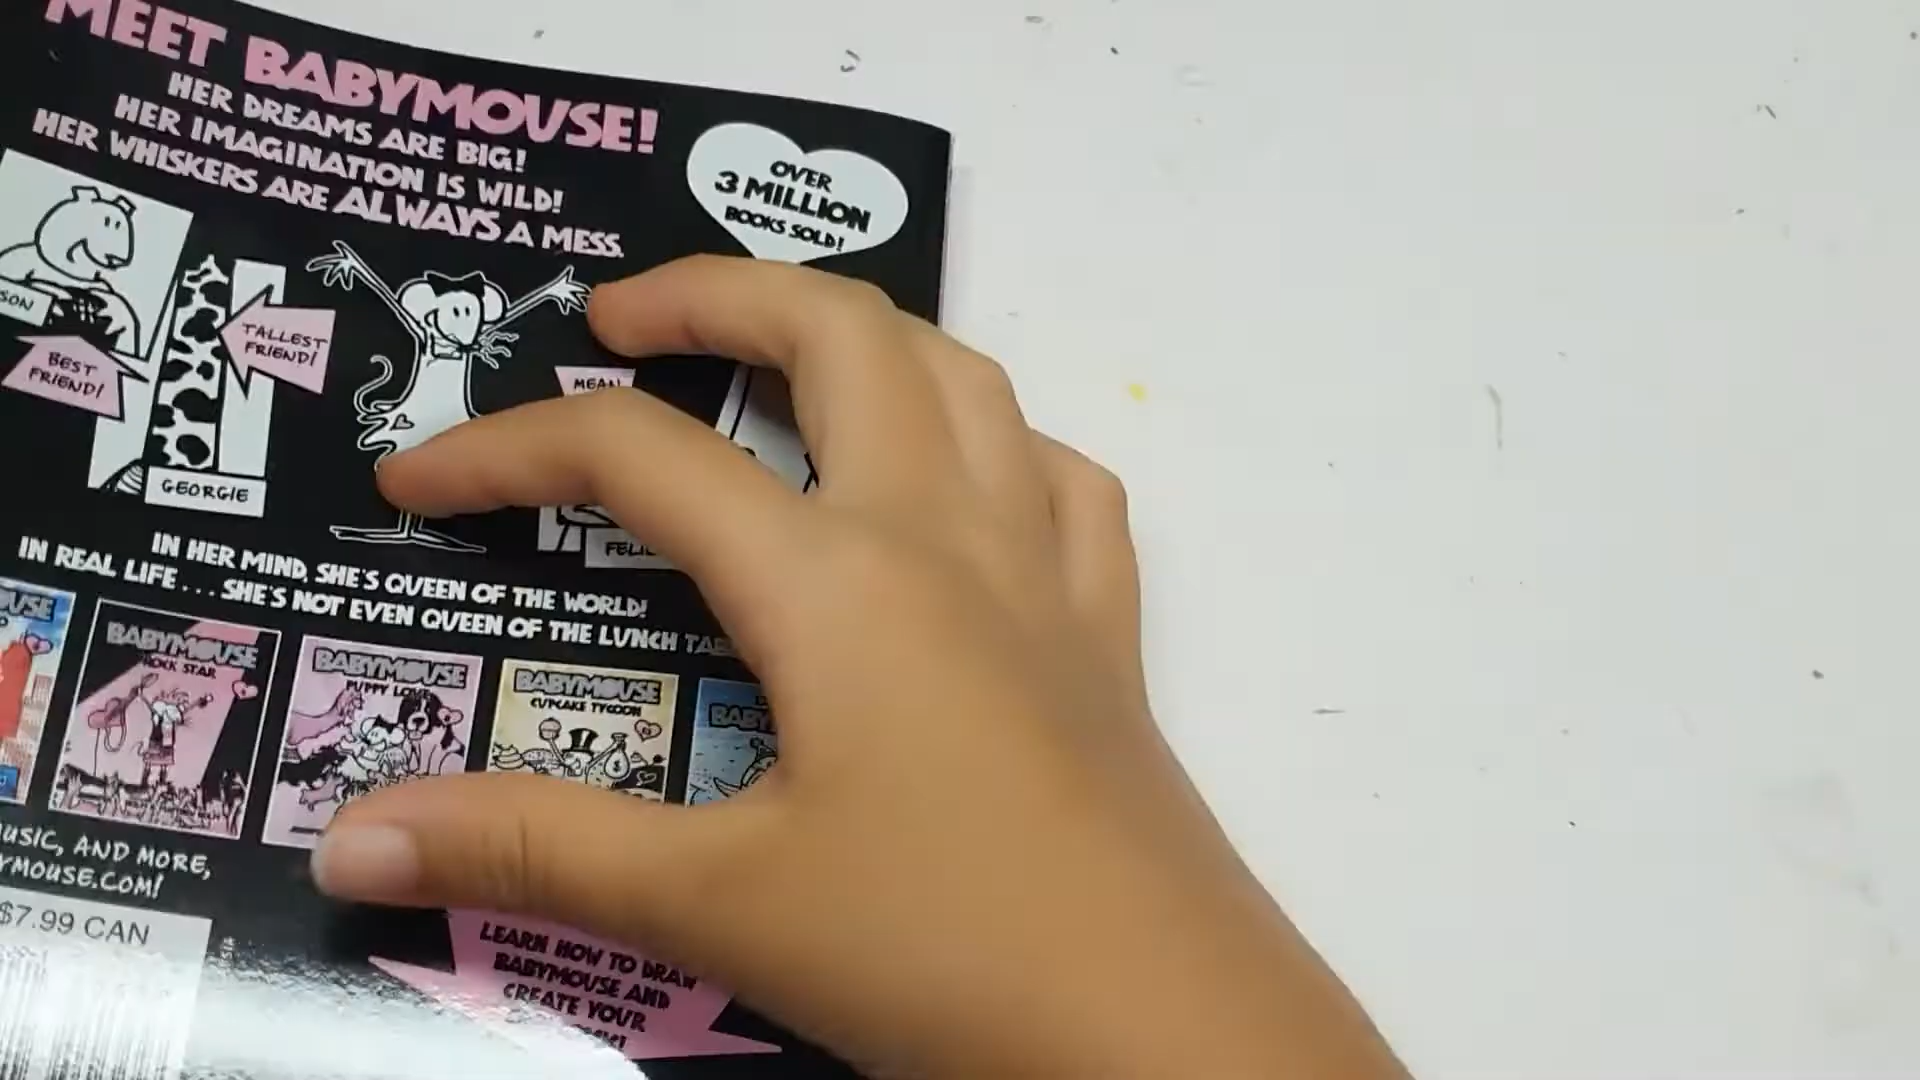 MEET BABYMOUSE!
HER DREAMS ARE BIG!
HER IMAGINATION IS WILD!
HER WHISKERS ARE ALWAYS A MESS.
OVER
3 MILLION
BOOKS SOLD!
SON
BEST
FRIEND!
TALLEST
FRIEND!
GEORGIE
MEAN
IN HER MIND, SHE'S QUEEN OF THE WORLD!
IN REAL LIFE . . . SHE'S NOT EVEN QUEEN OF THE LUNCH
BABYMOUSE
ROCK STAR
BABYMOUSE
PUPPY LOVE
BABYMOUSE
CUPCAKE TYCOON
MUSIC, AND MORE,
YMOUSE.COM!
$7.99 CAN
LEARN HOW TO DRAW
BABYMOUSE AND
CREATE YOUR